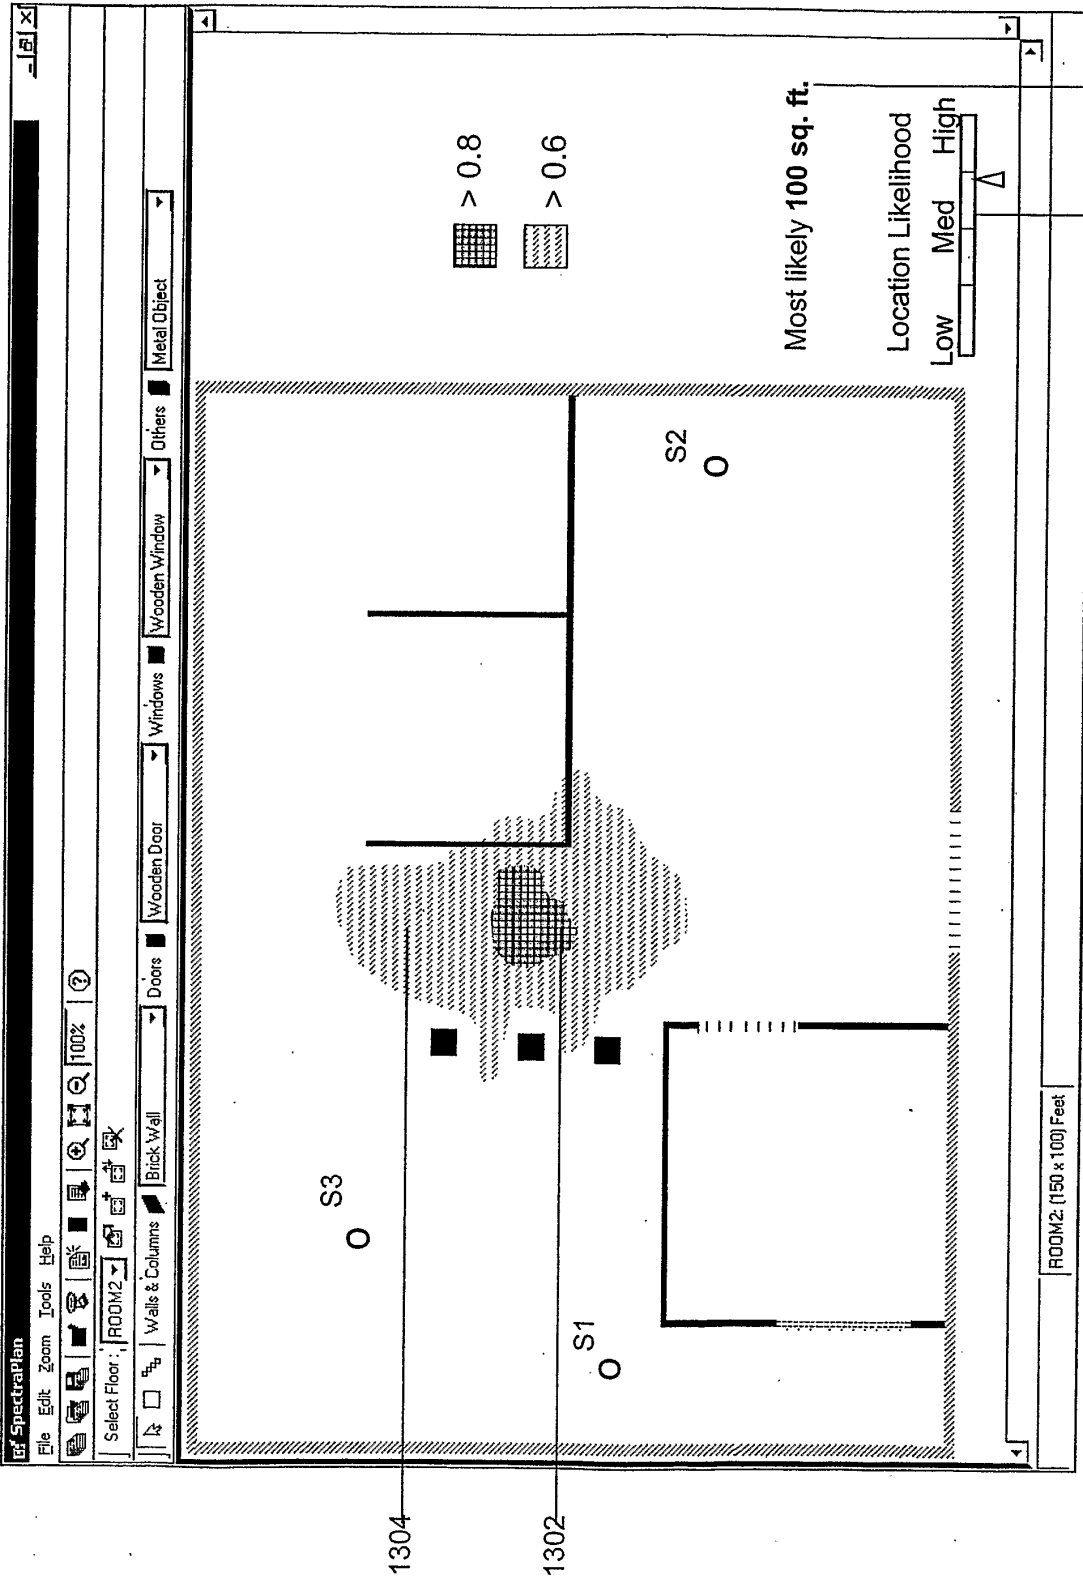 SpectraPlan
File Edit Zoom Tools Help
100%
Select Floor: ROOM2
Walls & Columns Brick Wall Doors Wooden Door Windows Wooden Window Others Metal Object
S3
S1
S2
> 0.8
> 0.6
Most likely 100 sq. ft.
Location Likelihood
Low Med High
ROOM2: (150 x 100) Feet
1304
1302